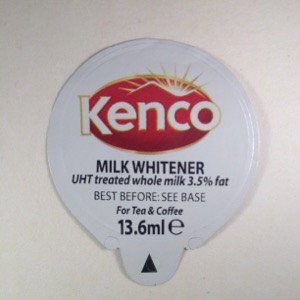 Kenco
MILK WHITENER
UHT treated whole milk 3.5% fat
BEST BEFORE: SEE BASE
For Tea & Coffee
13.6ml e